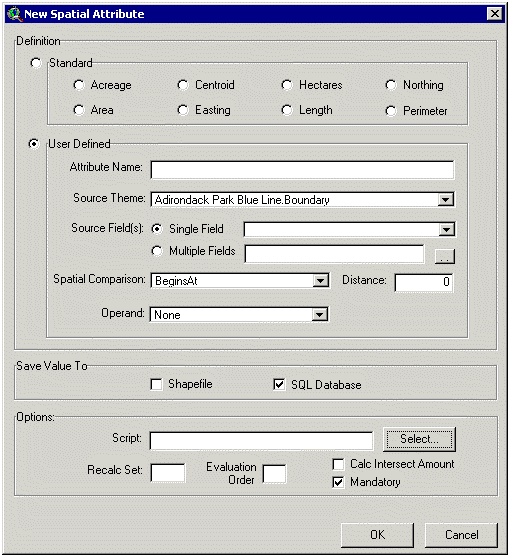 New Spatial Attribute
Definition
Standard
Acreage Centroid Hectares Northing
Area Easting Length Perimeter
User Defined
Attribute Name:
Source Theme: Adirondack Park Blue Line.Boundary
Source Field(s): Single Field
Multiple Fields ..
Spatial Comparison: BeginsAt Distance: 0
Operand: None
Save Value To
Shapefile SQL Database
Options:
Script: Select...
Recalc Set: Evaluation Order Calc Intersect Amount
Mandatory
OK Cancel